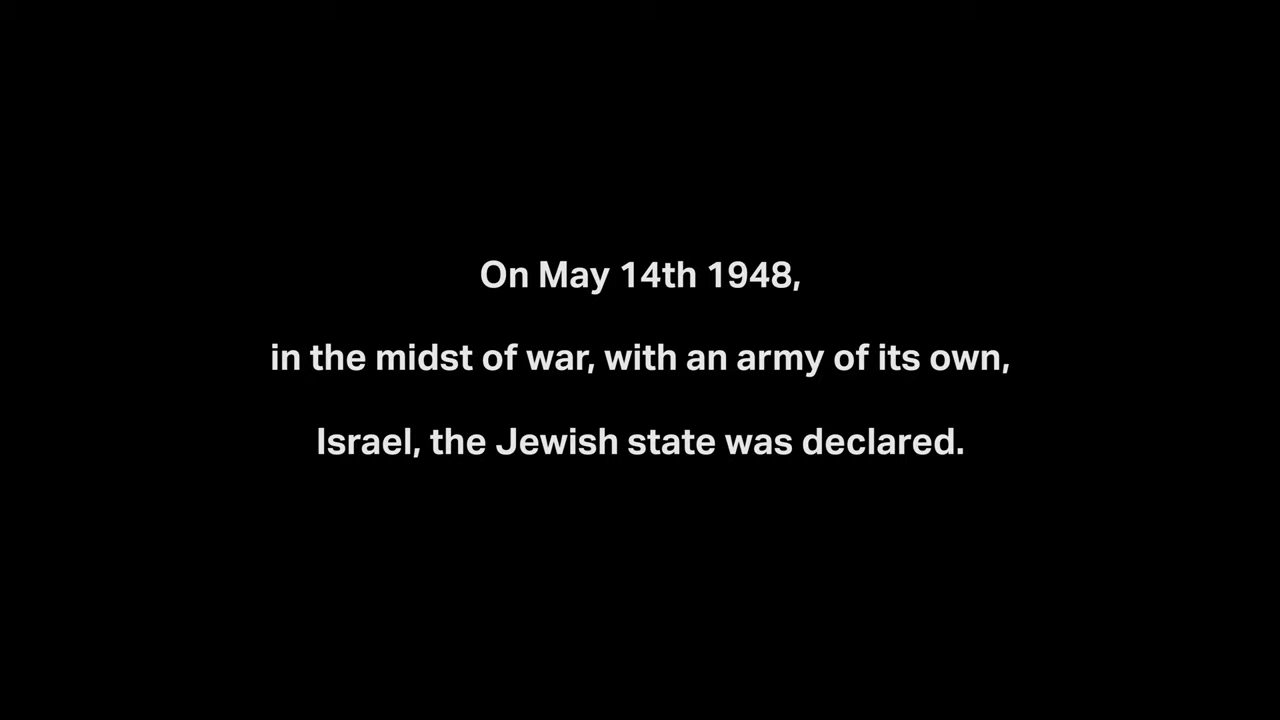 On May 14th 1948,
in the midst of war, with an army of its own,
Israel, the Jewish state was declared.